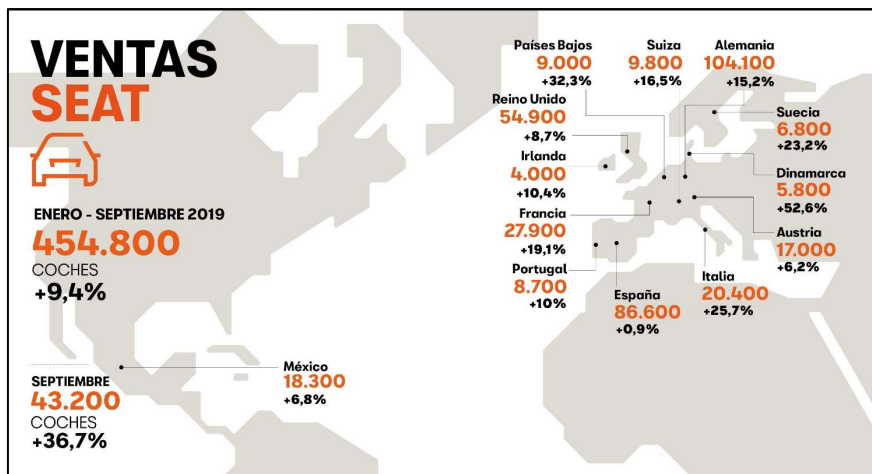 VENTAS
SEAT
ENERO - SEPTIEMBRE 2019
454.800
COCHES
+9,4%
SEPTIEMBRE
43.200
COCHES
+36,7%
México
18.300
+6,8%
Países Bajos
9.000
+32,3%
Suiza
9.800
+16,5%
Alemania
104.100
+15,2%
Reino Unido
54.900
+8,7%
Irlanda
4.000
+10,4%
Francia
27.900
+19,1%
Portugal
8.700
+10%
España
86.600
+0,9%
Italia
20.400
+25,7%
Suecia
6.800
+23,2%
Dinamarca
5.800
+52,6%
Austria
17.000
+6,2%